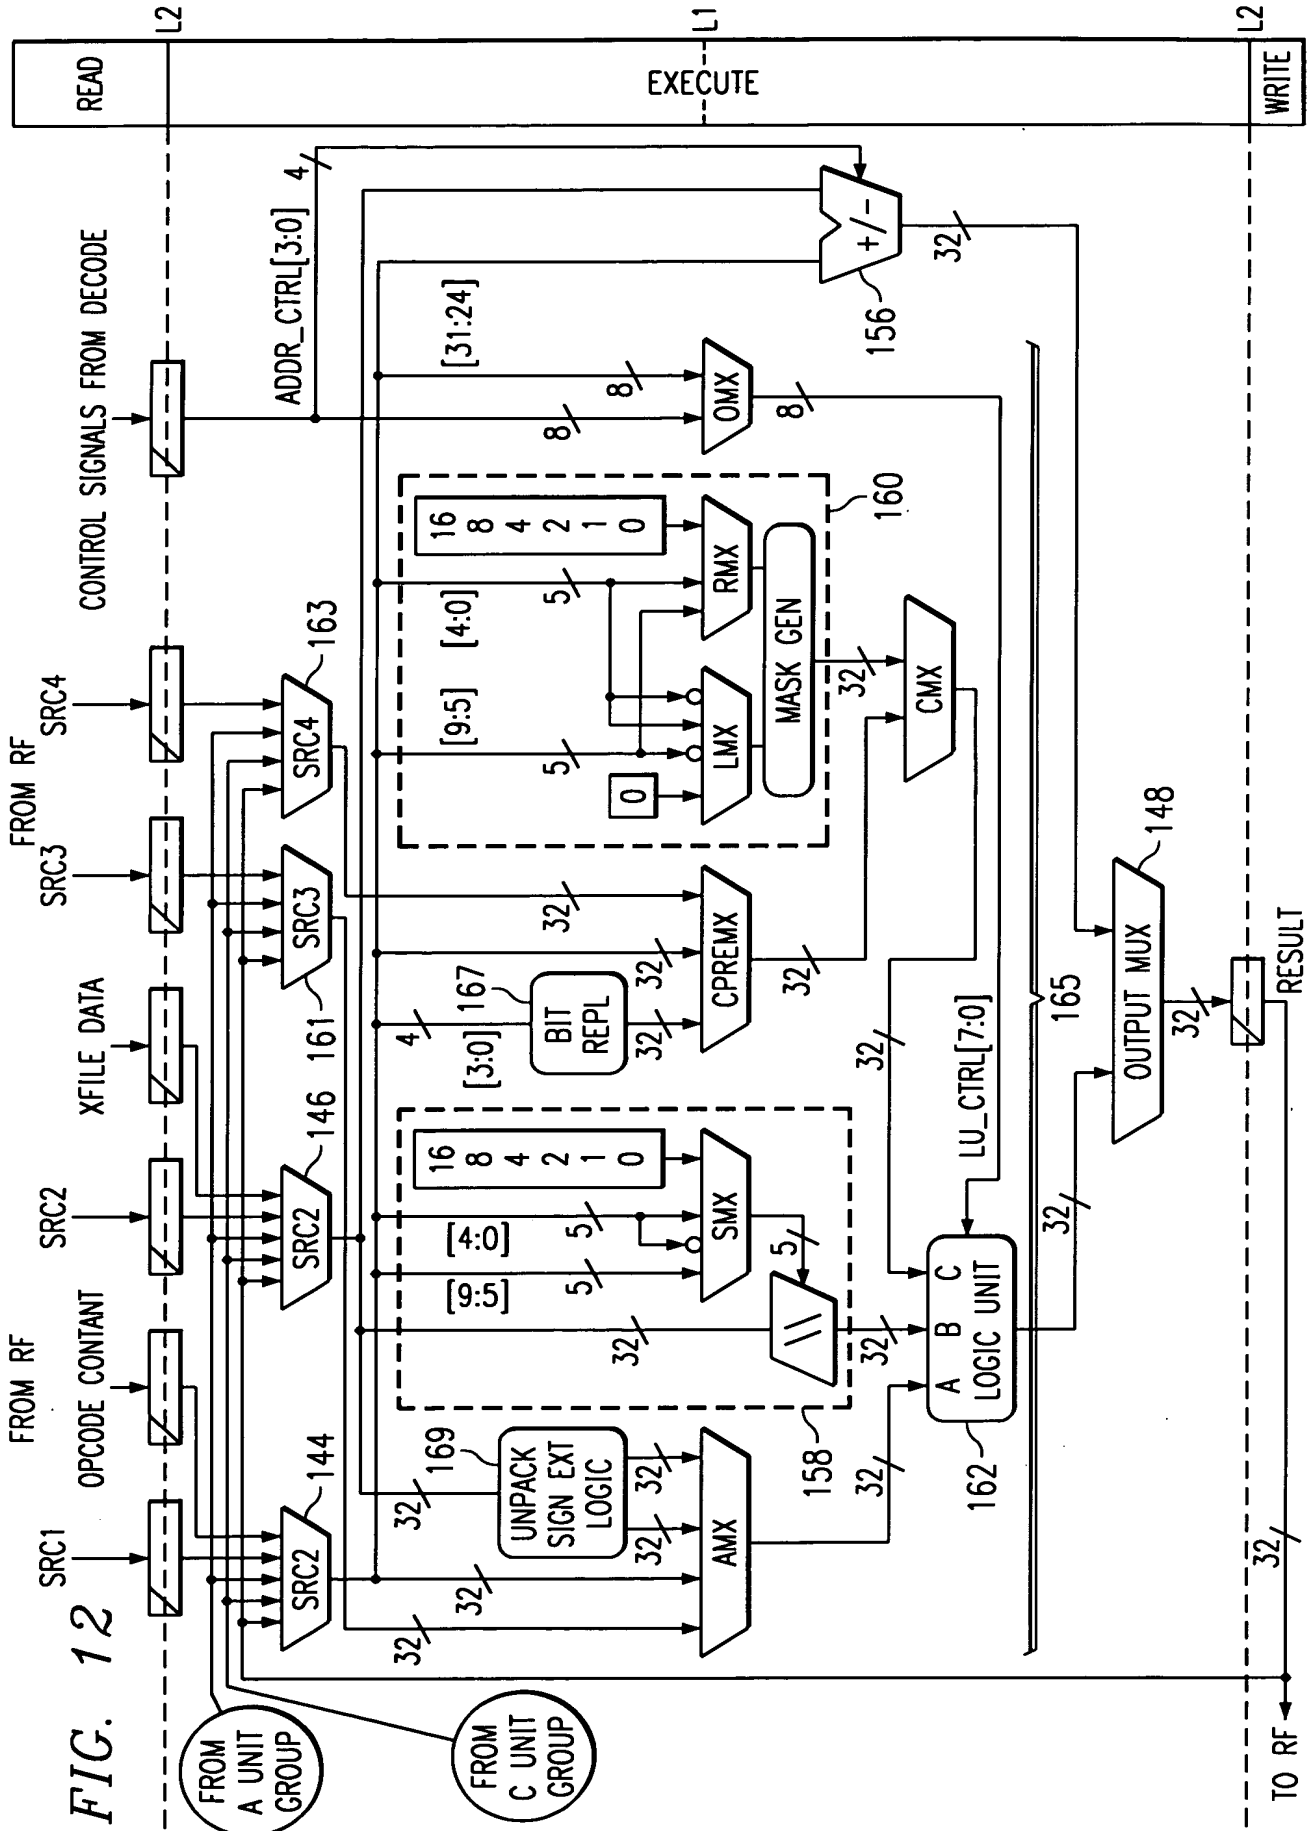 FIG. 12
FROM RF
SRC1
OPCODE CONTANT
SRC2
XFILE DATA
FROM RF
SRC3
SRC4
CONTROL SIGNALS FROM DECODE
READ
L2
EXECUTE
L1
WRITE
L2
FROM
A UNIT
GROUP
FROM
C UNIT
GROUP
SRC2
144
SRC2
146
SRC3
161
SRC4
163
ADDR_CTRL[3:0]
4
32
32
32
169
UNPACK
SIGN EXT
LOGIC
32
32
AMX
32
[9:5]
[4:0]
5
5
16
8
4
2
1
0
SMX
5
32
//
32
158
4
[3:0]
167
BIT
REPL
32
32
32
CPREMX
32
[9:5]
[4:0]
5
5
0
16
8
4
2
1
0
LMX
RMX
MASK GEN
160
32
CMX
32
[31:24]
8
8
OMX
8
+/-
156
32
LU_CTRL[7:0]
A
B
C
LOGIC UNIT
162
32
165
OUTPUT MUX
148
32
RESULT
32
TO RF